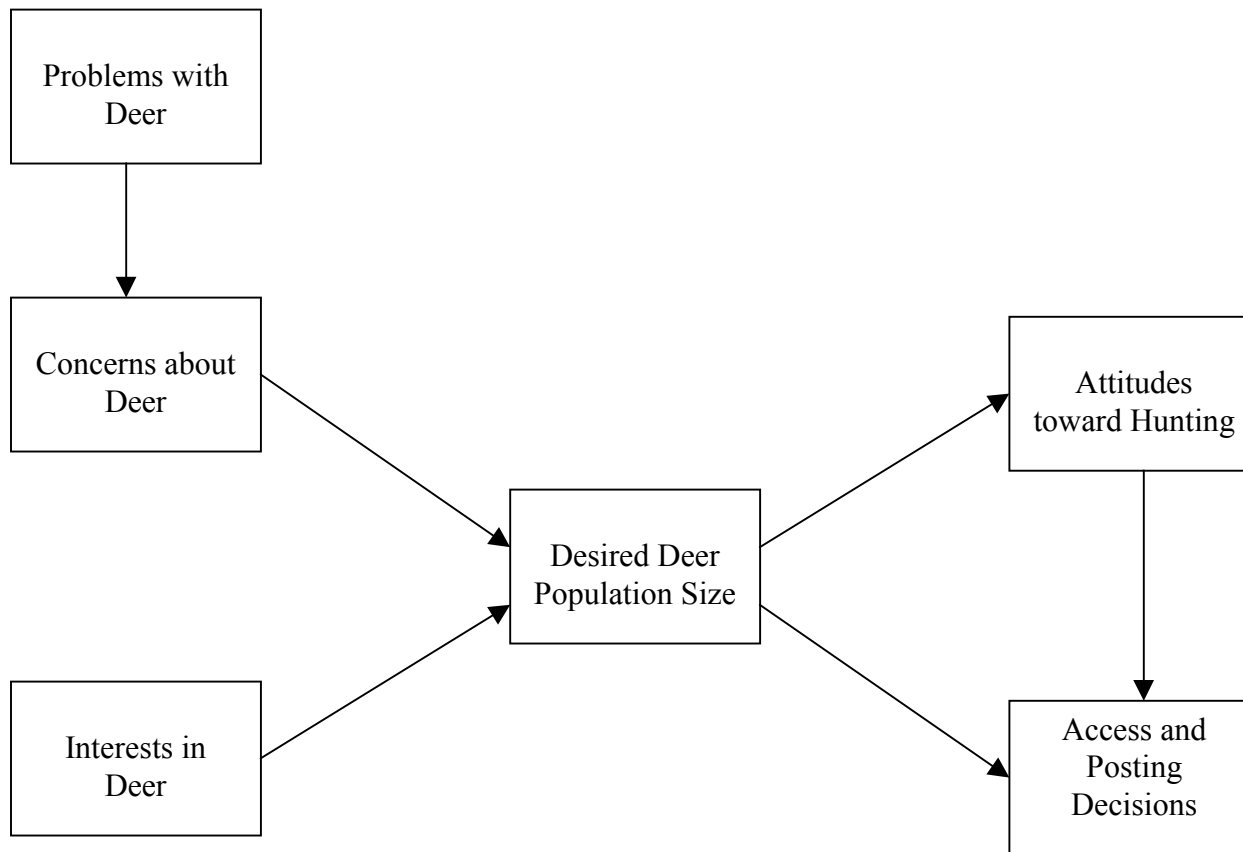 Problems with
Deer
Concerns about
Deer
Attitudes
toward Hunting
Desired Deer
Population Size
Interests in
Deer
Access and
Posting
Decisions